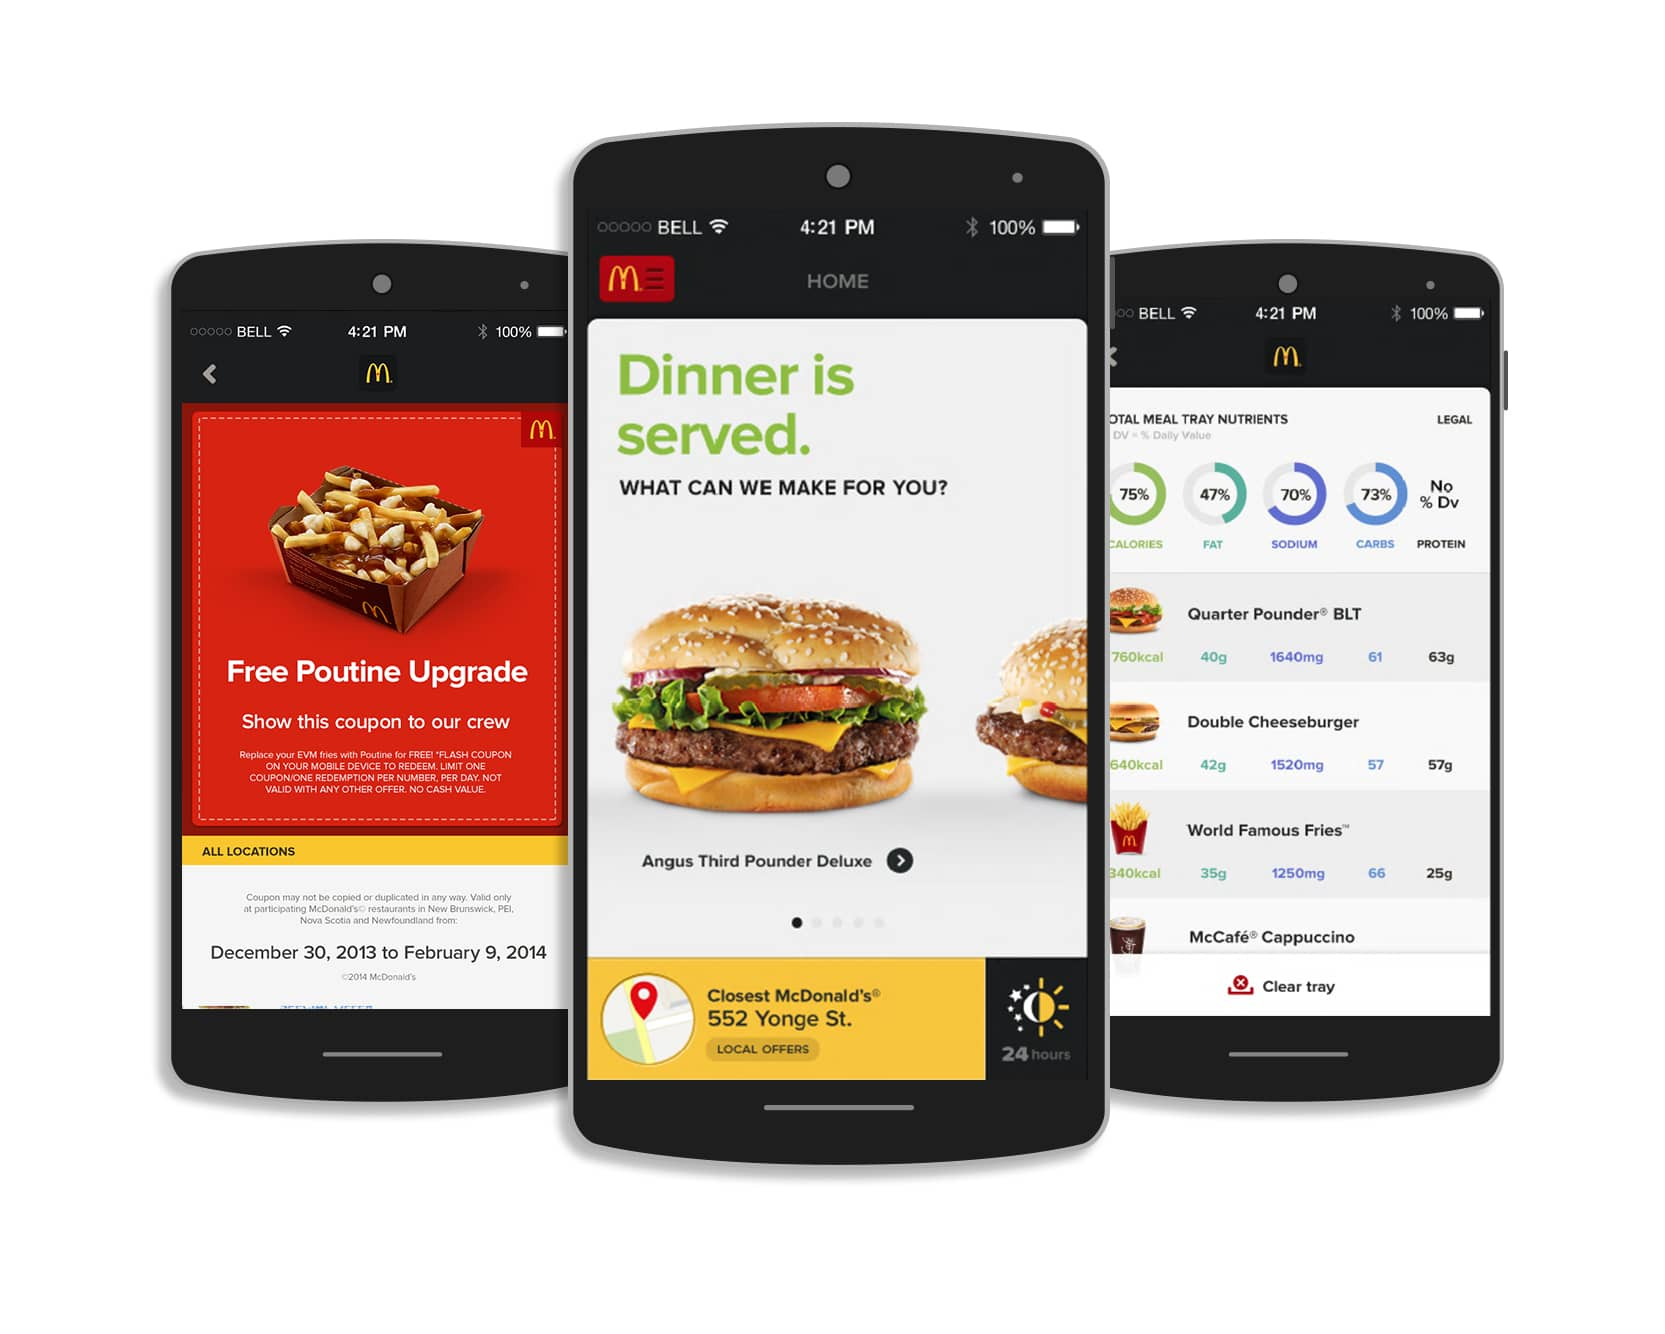 BELL
4:21 PM
100%
Free Poutine Upgrade
Show this coupon to our crew
Replace your EVM fries with Poutine for FREE! *FLASH COUPON
ON YOUR MOBILE DEVICE TO REDEEM. LIMIT ONE
COUPON/ONE REDEMPTION PER NUMBER, PER DAY. NOT
VALID WITH ANY OTHER OFFER. NO CASH VALUE.
ALL LOCATIONS
Coupon may not be copied or duplicated in any way. Valid only
at participating McDonald's© restaurants in New Brunswick, PEI,
Nova Scotia and Newfoundland from:
December 30, 2013 to February 9, 2014
©2014 McDonald's
BELL
4:21 PM
100%
HOME
Dinner is
served.
WHAT CAN WE MAKE FOR YOU?
Angus Third Pounder Deluxe
Closest McDonald's®
552 Yonge St.
LOCAL OFFERS
24 hours
BELL
4:21 PM
100%
OTAL MEAL TRAY NUTRIENTS
LEGAL
DV = % Daily Value
75% 47% 70% 73% No % Dv
CALORIES FAT SODIUM CARBS PROTEIN
Quarter Pounder® BLT
760kcal 40g 1640mg 61 63g
Double Cheeseburger
640kcal 42g 1520mg 57 57g
World Famous Fries™
340kcal 35g 1250mg 66 25g
McCafé® Cappuccino
Clear tray